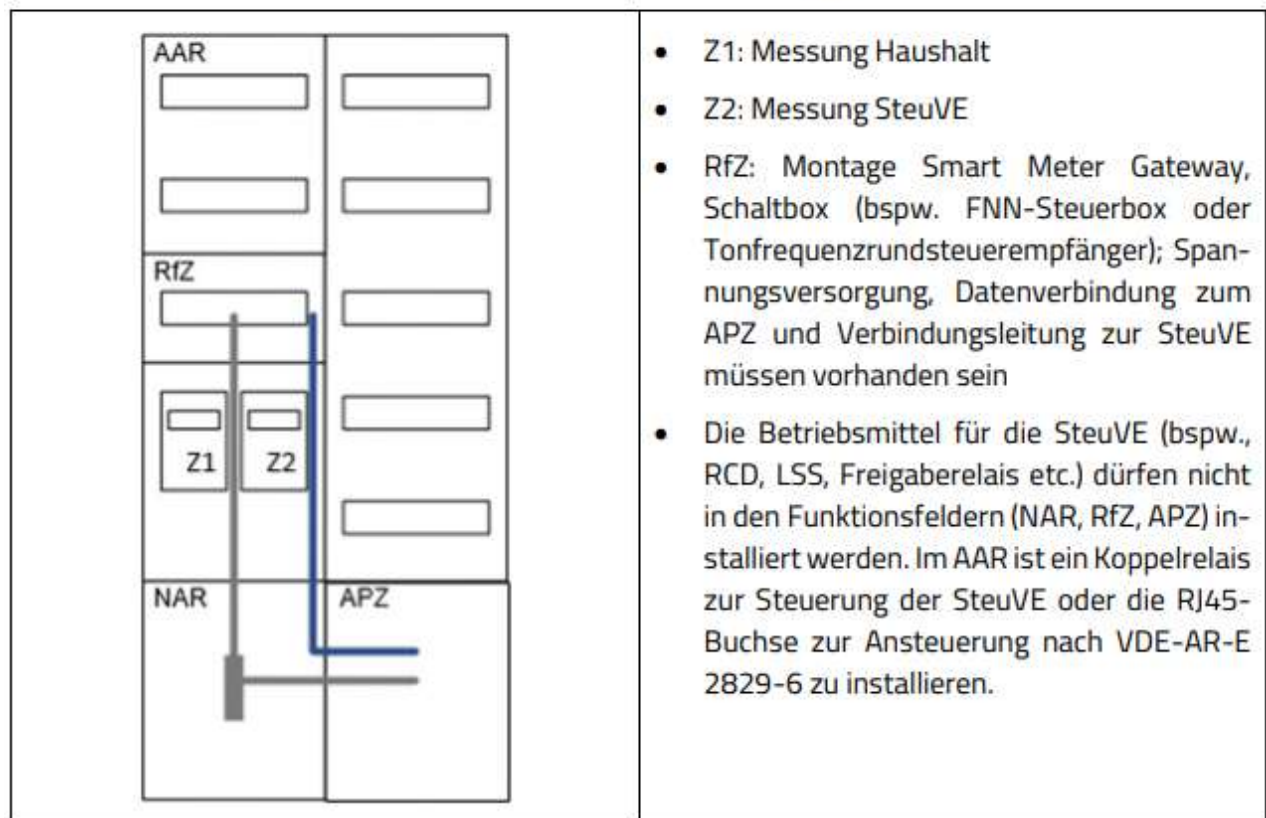 AAR
RfZ
Z1
Z2
NAR
APZ
• Z1: Messung Haushalt
• Z2: Messung SteuVE
• RfZ: Montage Smart Meter Gateway,
Schaltbox (bspw. FNN-Steuerbox oder
Tonfrequenzrundsteuerempfänger); Span-
nungsversorgung, Datenverbindung zum
APZ und Verbindungsleitung zur SteuVE
müssen vorhanden sein
• Die Betriebsmittel für die SteuVE (bspw.,
RCD, LSS, Freigaberelais etc.) dürfen nicht
in den Funktionsfeldern (NAR, RfZ, APZ) in-
stalliert werden. Im AAR ist ein Koppelrelais
zur Steuerung der SteuVE oder die RJ45-
Buchse zur Ansteuerung nach VDE-AR-E
2829-6 zu installieren.